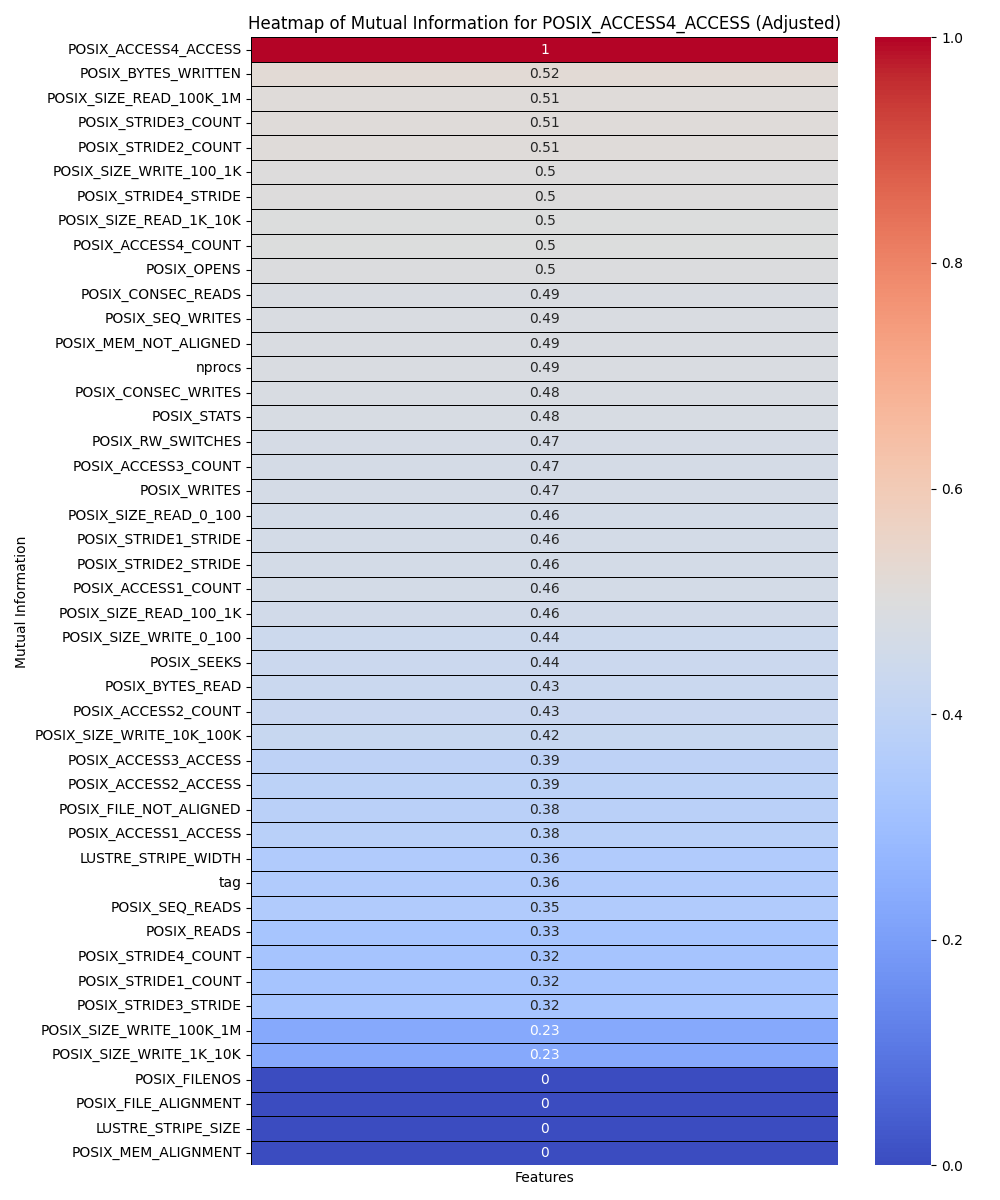 Heatmap of Mutual Information for POSIX_ACCESS4_ACCESS (Adjusted)
POSIX_ACCESS4_ACCESS 1
POSIX_BYTES_WRITTEN 0.52
POSIX_SIZE_READ_100K_1M 0.51
POSIX_STRIDE3_COUNT 0.51
POSIX_STRIDE2_COUNT 0.51
POSIX_SIZE_WRITE_100_1K 0.5
POSIX_STRIDE4_STRIDE 0.5
POSIX_SIZE_READ_1K_10K 0.5
POSIX_ACCESS4_COUNT 0.5
POSIX_OPENS 0.5
POSIX_CONSEC_READS 0.49
POSIX_SEQ_WRITES 0.49
POSIX_MEM_NOT_ALIGNED 0.49
nprocs 0.49
POSIX_CONSEC_WRITES 0.48
POSIX_STATS 0.48
POSIX_RW_SWITCHES 0.47
POSIX_ACCESS3_COUNT 0.47
POSIX_WRITES 0.47
POSIX_SIZE_READ_0_100 0.46
POSIX_STRIDE1_STRIDE 0.46
POSIX_STRIDE2_STRIDE 0.46
POSIX_ACCESS1_COUNT 0.46
POSIX_SIZE_READ_100_1K 0.46
POSIX_SIZE_WRITE_0_100 0.44
POSIX_SEEKS 0.44
POSIX_BYTES_READ 0.43
POSIX_ACCESS2_COUNT 0.43
POSIX_SIZE_WRITE_10K_100K 0.42
POSIX_ACCESS3_ACCESS 0.39
POSIX_ACCESS2_ACCESS 0.39
POSIX_FILE_NOT_ALIGNED 0.38
POSIX_ACCESS1_ACCESS 0.38
LUSTRE_STRIPE_WIDTH 0.36
tag 0.36
POSIX_SEQ_READS 0.35
POSIX_READS 0.33
POSIX_STRIDE4_COUNT 0.32
POSIX_STRIDE1_COUNT 0.32
POSIX_STRIDE3_STRIDE 0.32
POSIX_SIZE_WRITE_100K_1M 0.23
POSIX_SIZE_WRITE_1K_10K 0.23
POSIX_FILENOS 0
POSIX_FILE_ALIGNMENT 0
LUSTRE_STRIPE_SIZE 0
POSIX_MEM_ALIGNMENT 0
Mutual Information
Features
1.0
0.8
0.6
0.4
0.2
0.0